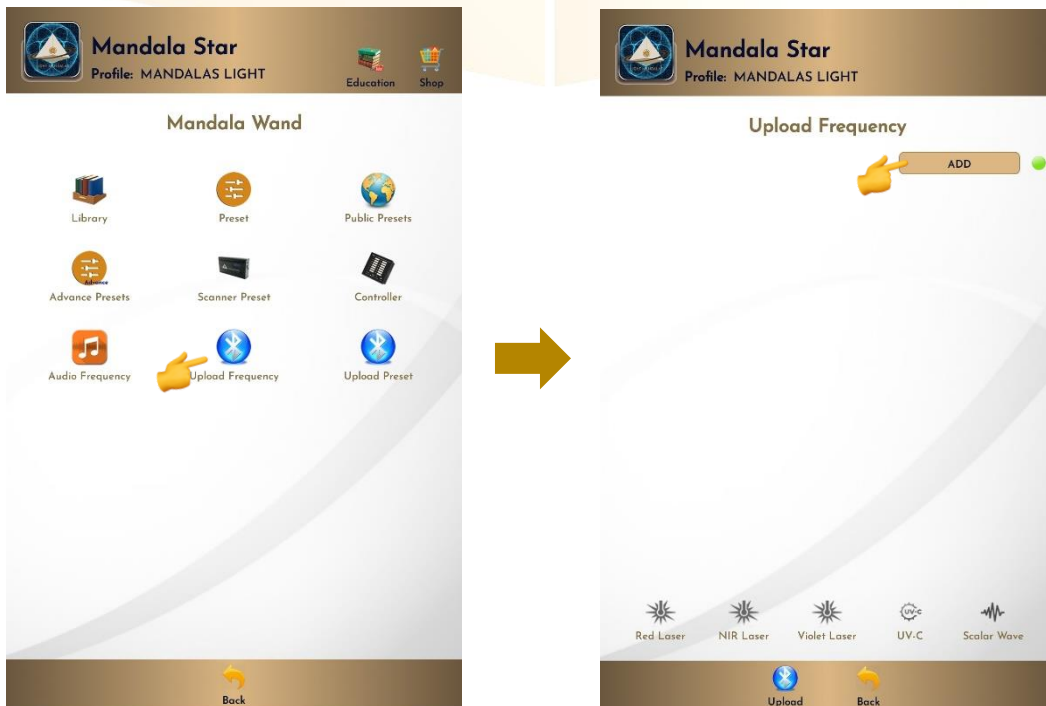 Mandala Star
Profile: MANDALAS LIGHT
Education
Shop
Mandala Wand
Library
Preset
Public Presets
Advance
Advance Presets
Scanner Preset
Controller
Audio Frequency
Upload Frequency
Upload Preset
Back
Mandala Star
Profile: MANDALAS LIGHT
Upload Frequency
ADD
Red Laser
NIR Laser
Violet Laser
UV-C
UV-C
Scalar Wave
Upload
Back